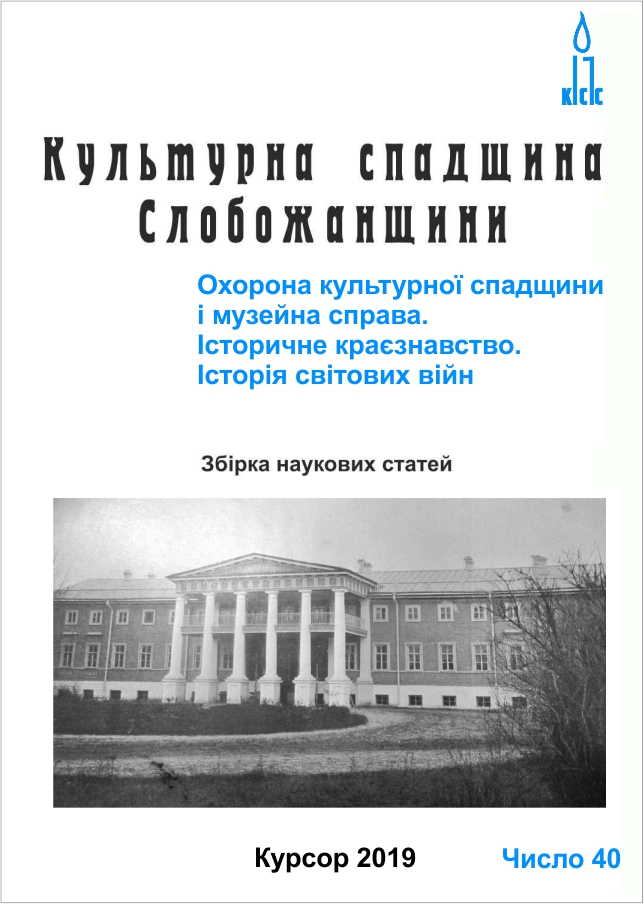 КСС
Культурна спадщина
Слобожанщини
Охорона культурної спадщини
і музейна справа.
Історичне краєзнавство.
Історія світових війн
Збірка наукових статей
Курсор 2019
Число 40